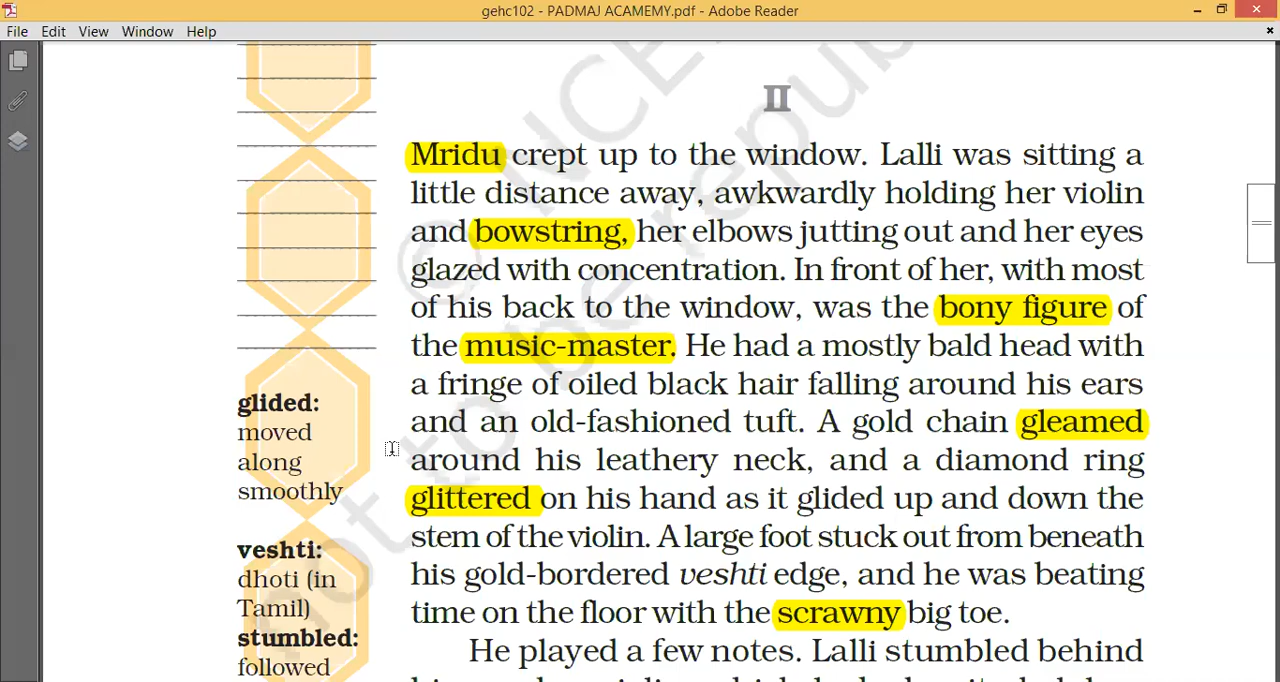 gehc102 - PADMAJ ACAMEMY.pdf - Adobe Reader
File Edit View Window Help
II
Mridu crept up to the window. Lalli was sitting a
little distance away, awkwardly holding her violin
and bowstring, her elbows jutting out and her eyes
glazed with concentration. In front of her, with most
of his back to the window, was the bony figure of
the music-master. He had a mostly bald head with
a fringe of oiled black hair falling around his ears
and an old-fashioned tuft. A gold chain gleamed
around his leathery neck, and a diamond ring
glittered on his hand as it glided up and down the
stem of the violin. A large foot stuck out from beneath
his gold-bordered veshti edge, and he was beating
time on the floor with the scrawny big toe.
He played a few notes. Lalli stumbled behind
glided:
moved
along
smoothly
veshti:
dhoti (in
Tamil)
stumbled:
followed
© NCE
not to be repub